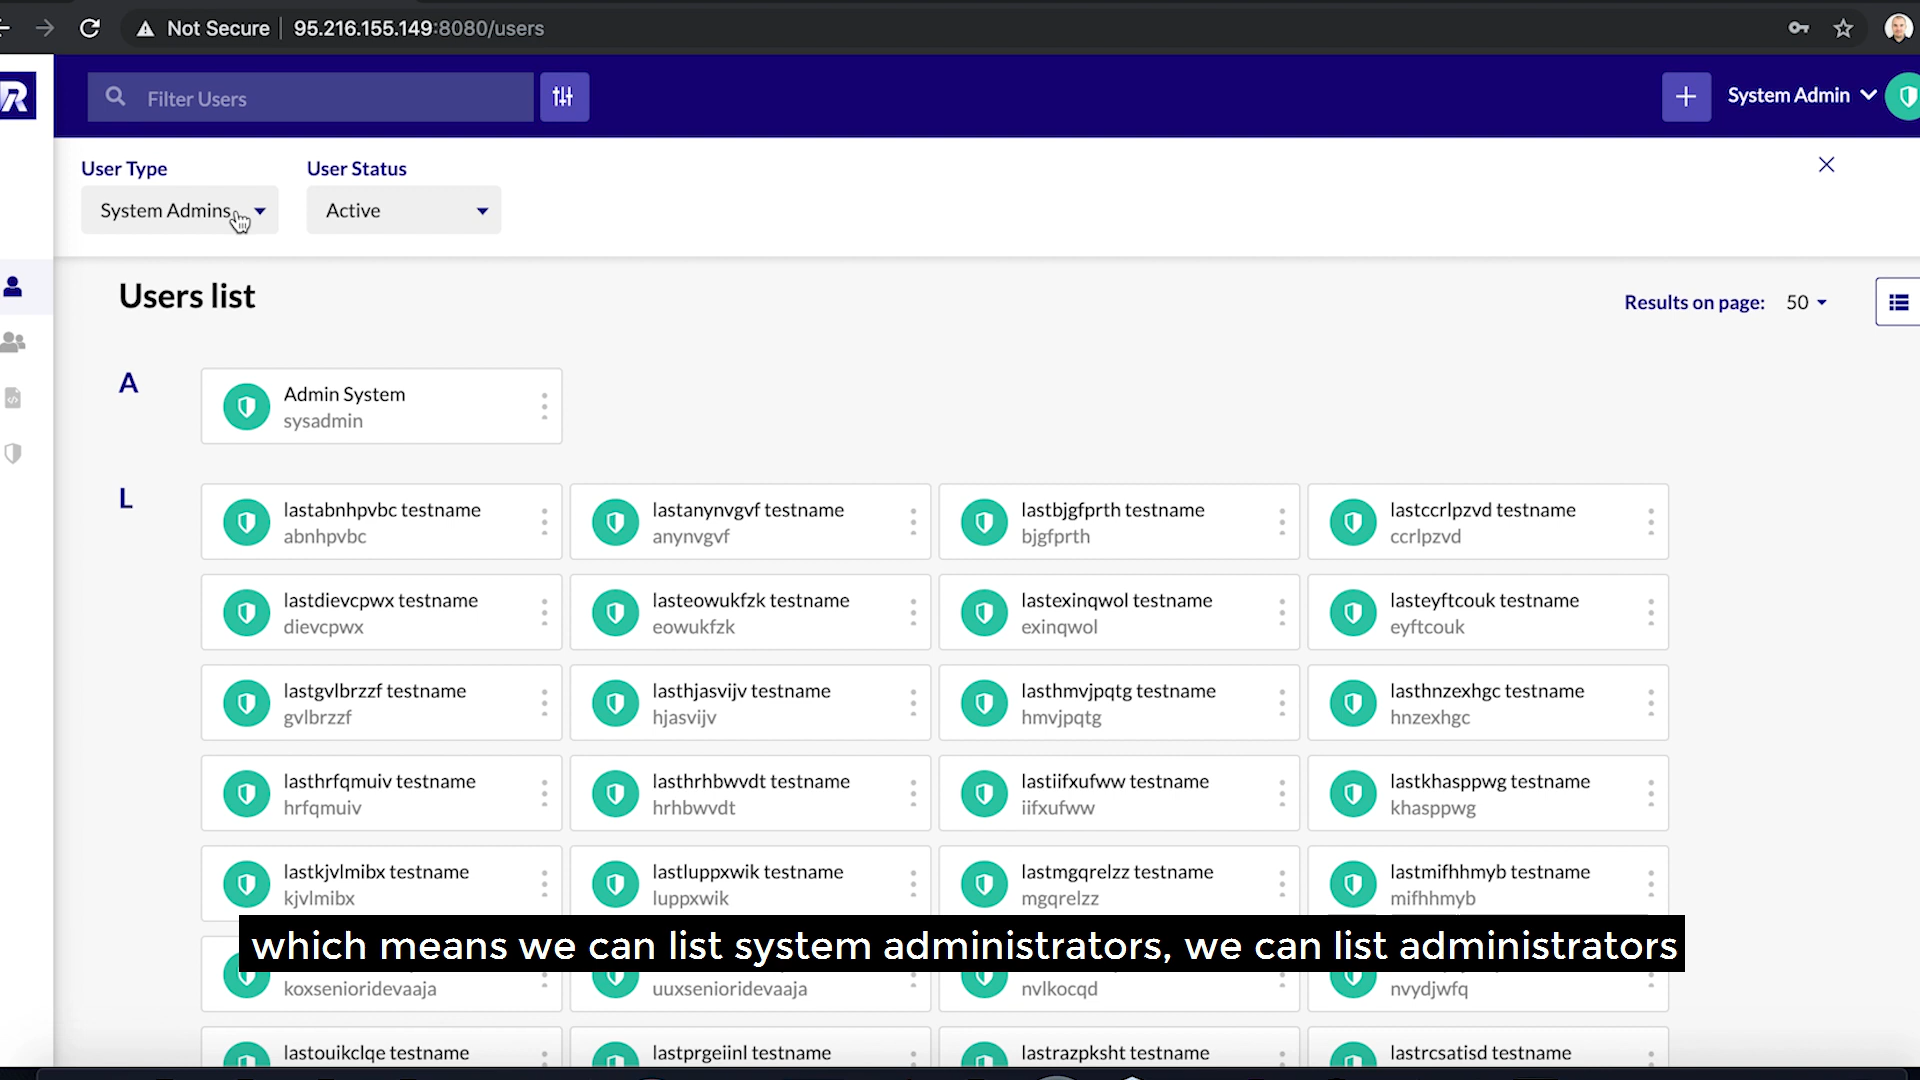 Not Secure 95.216.155.149:8080/users
R
Filter Users
System Admin
User Type
User Status
System Admins
Active
Users list
Results on page: 50
A
Admin System
sysadmin
L
lastabnhpvbc testname
abnhpvbc
lastanynvgvf testname
anynvgvf
lastbjgfprth testname
bjgfprth
lastccrlpzvd testname
ccrlpzvd
lastdievcpwx testname
dievcpwx
lasteowukfzk testname
eowukfzk
lastexinqwol testname
exinqwol
lasteyftcouk testname
eyftcouk
lastgvlbrzzf testname
gvlbrzzf
lasthjasvijv testname
hjasvijv
lasthmvjpqtg testname
hmvjpqtg
lasthnzexhgc testname
hnzexhgc
lasthrfqmuiv testname
hrfqmuiv
lasthrhbwvdt testname
hrhbwvdt
lastiifxufww testname
iifxufww
lastkhasppwg testname
khasppwg
lastkjvlmibx testname
kjvlmibx
lastluppxwik testname
luppxwik
lastmgqrelzz testname
mgqrelzz
lastmifhhmyb testname
mifhhmyb
which means we can list system administrators, we can list administrators
koxsenioridevaaja
uuxsenioridevaaja
nvlkocqd
nvydjwfq
lastouikclqe testname
lastprgeiinl testname
lastrazpksht testname
lastrcsatisd testname